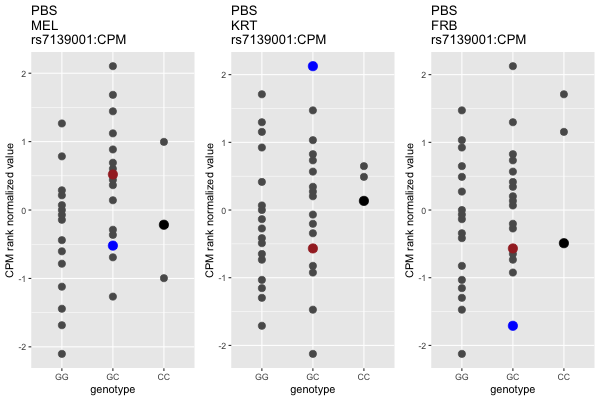 PBS
MEL
rs7139001:CPM
CPM rank normalized value
2
1
0
-1
-2
GG GC CC
genotype
PBS
KRT
rs7139001:CPM
CPM rank normalized value
2
1
0
-1
-2
GG GC CC
genotype
PBS
FRB
rs7139001:CPM
CPM rank normalized value
2
1
0
-1
-2
GG GC CC
genotype